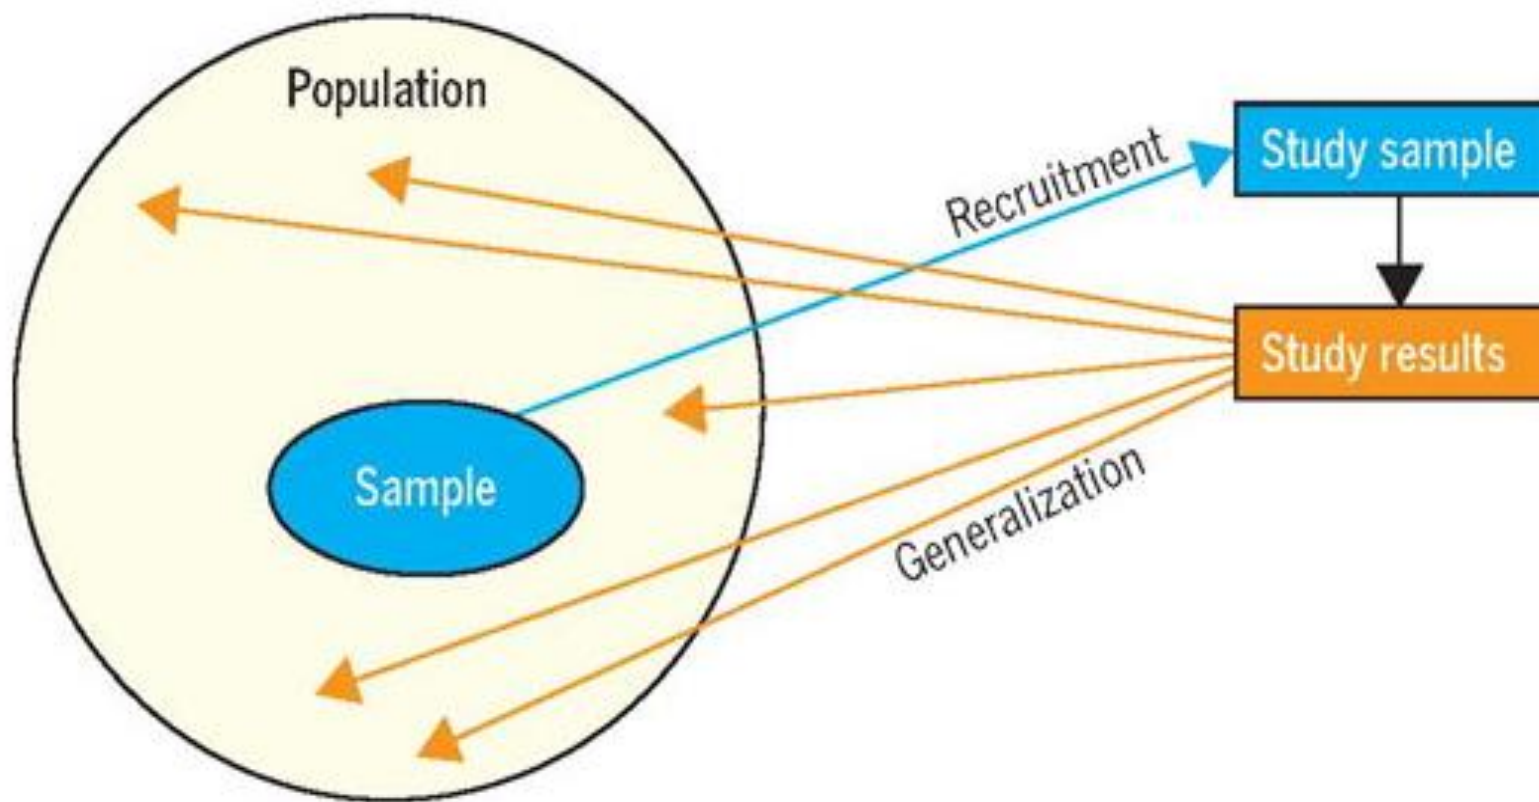 Population
Recruitment
Study sample
Study results
Sample
Generalization